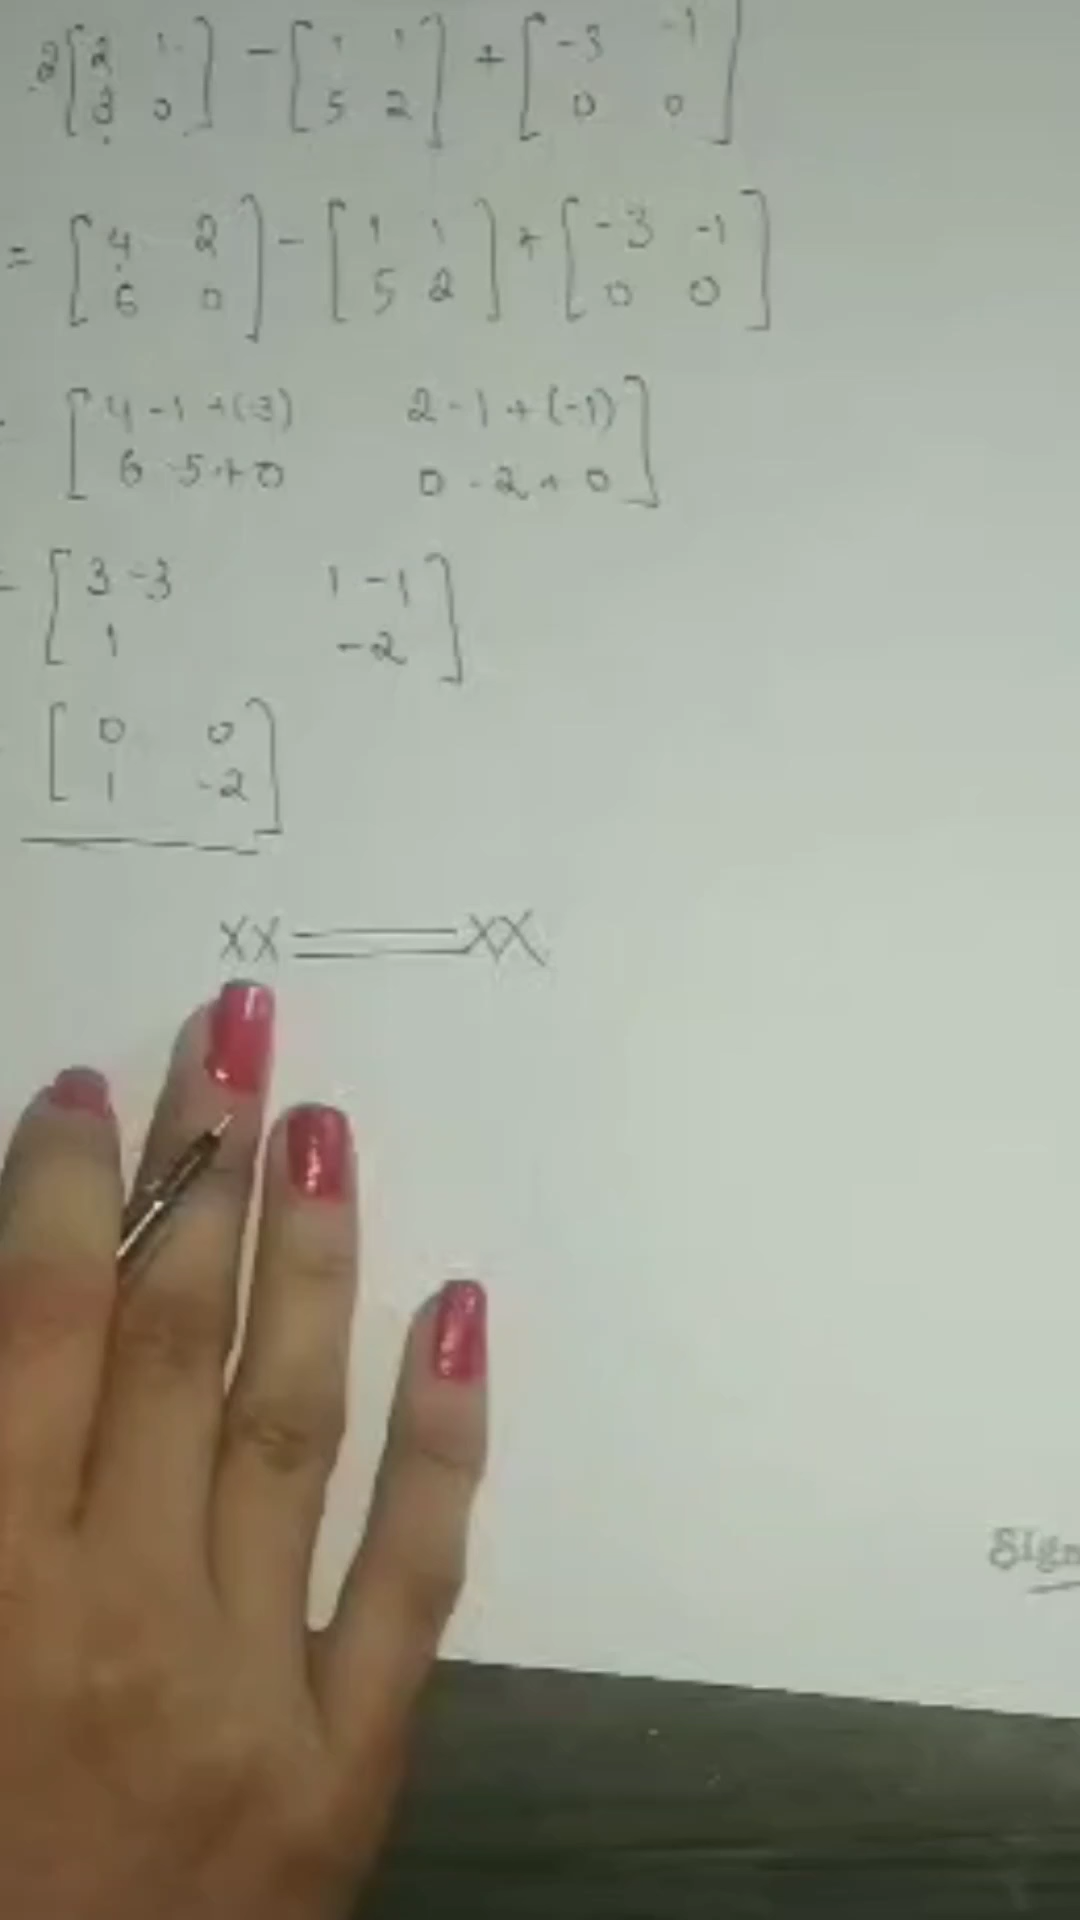 2[2 1] - [1 1] + [-3 -1]
[3 0] [5 2] [0 0]
= [4 2] - [1 1] + [-3 -1]
[6 0] [5 2] [0 0]
= [4-1+(-3) 2-1+(-1)]
[6-5+0 0-2+0]
= [3-3 1-1]
[1 -2]
[0 0]
[1 -2]
XX══XX
Sign